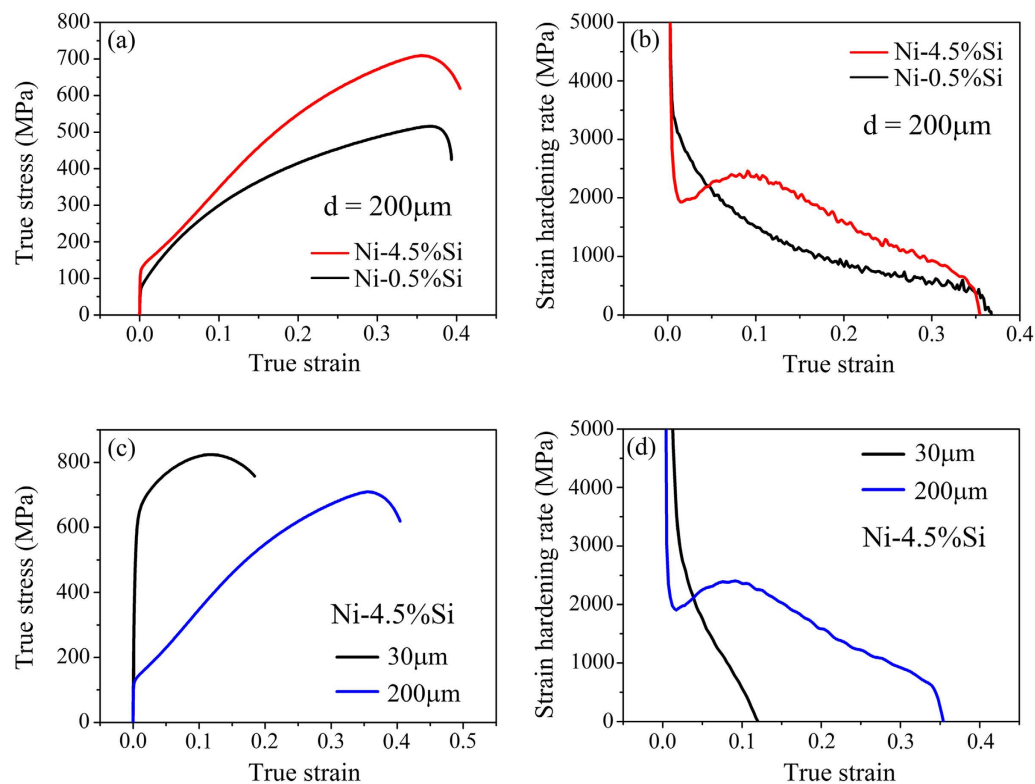 (a)
True stress (MPa)
800
700
600
500
400
300
200
100
0
d = 200μm
Ni-4.5%Si
Ni-0.5%Si
0.0 0.1 0.2 0.3 0.4
True strain
(b)
Strain hardening rate (MPa)
5000
4000
3000
2000
1000
0
Ni-4.5%Si
Ni-0.5%Si
d = 200μm
0.0 0.1 0.2 0.3 0.4
True strain
(c)
True stress (MPa)
800
600
400
200
0
Ni-4.5%Si
30μm
200μm
0.0 0.1 0.2 0.3 0.4 0.5
True strain
(d)
Strain hardening rate (MPa)
5000
4000
3000
2000
1000
0
30μm
200μm
Ni-4.5%Si
0.0 0.1 0.2 0.3 0.4
True strain